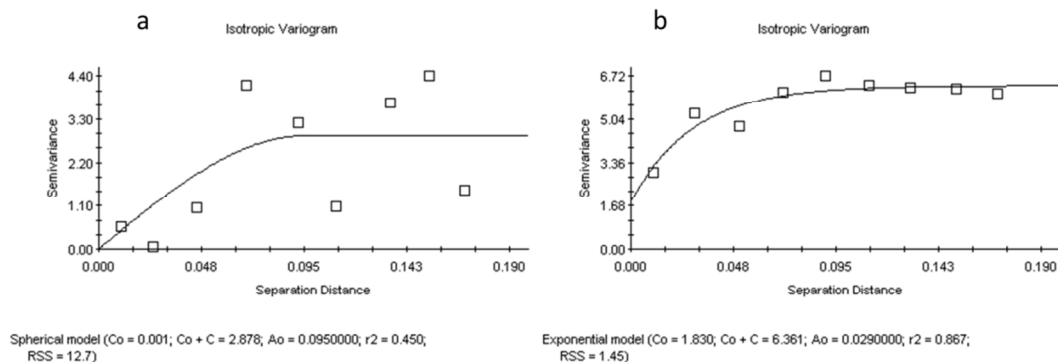 a
Isotropic Variogram
4.40
3.30
2.20
1.10
0.00
Semivariance
0.000 0.048 0.095 0.143 0.190
Separation Distance
Spherical model (Co = 0.001; Co + C = 2.878; Ao = 0.0950000; r2 = 0.450;
RSS = 12.7)
b
Isotropic Variogram
6.72
5.04
3.36
1.68
0.00
Semivariance
0.000 0.048 0.095 0.143 0.190
Separation Distance
Exponential model (Co = 1.830; Co + C = 6.361; Ao = 0.0290000; r2 = 0.867;
RSS = 1.45)